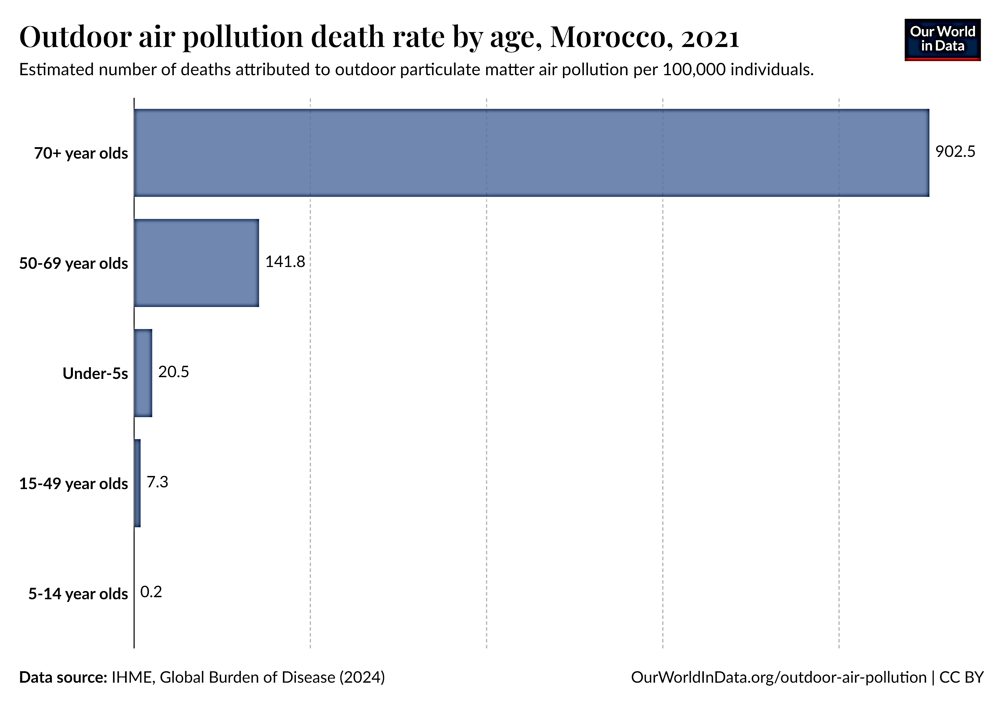 Outdoor air pollution death rate by age, Morocco, 2021
Our World
in Data
Estimated number of deaths attributed to outdoor particulate matter air pollution per 100,000 individuals.
70+ year olds 902.5
50-69 year olds 141.8
Under-5s 20.5
15-49 year olds 7.3
5-14 year olds 0.2
Data source: IHME, Global Burden of Disease (2024)
OurWorldInData.org/outdoor-air-pollution | CC BY